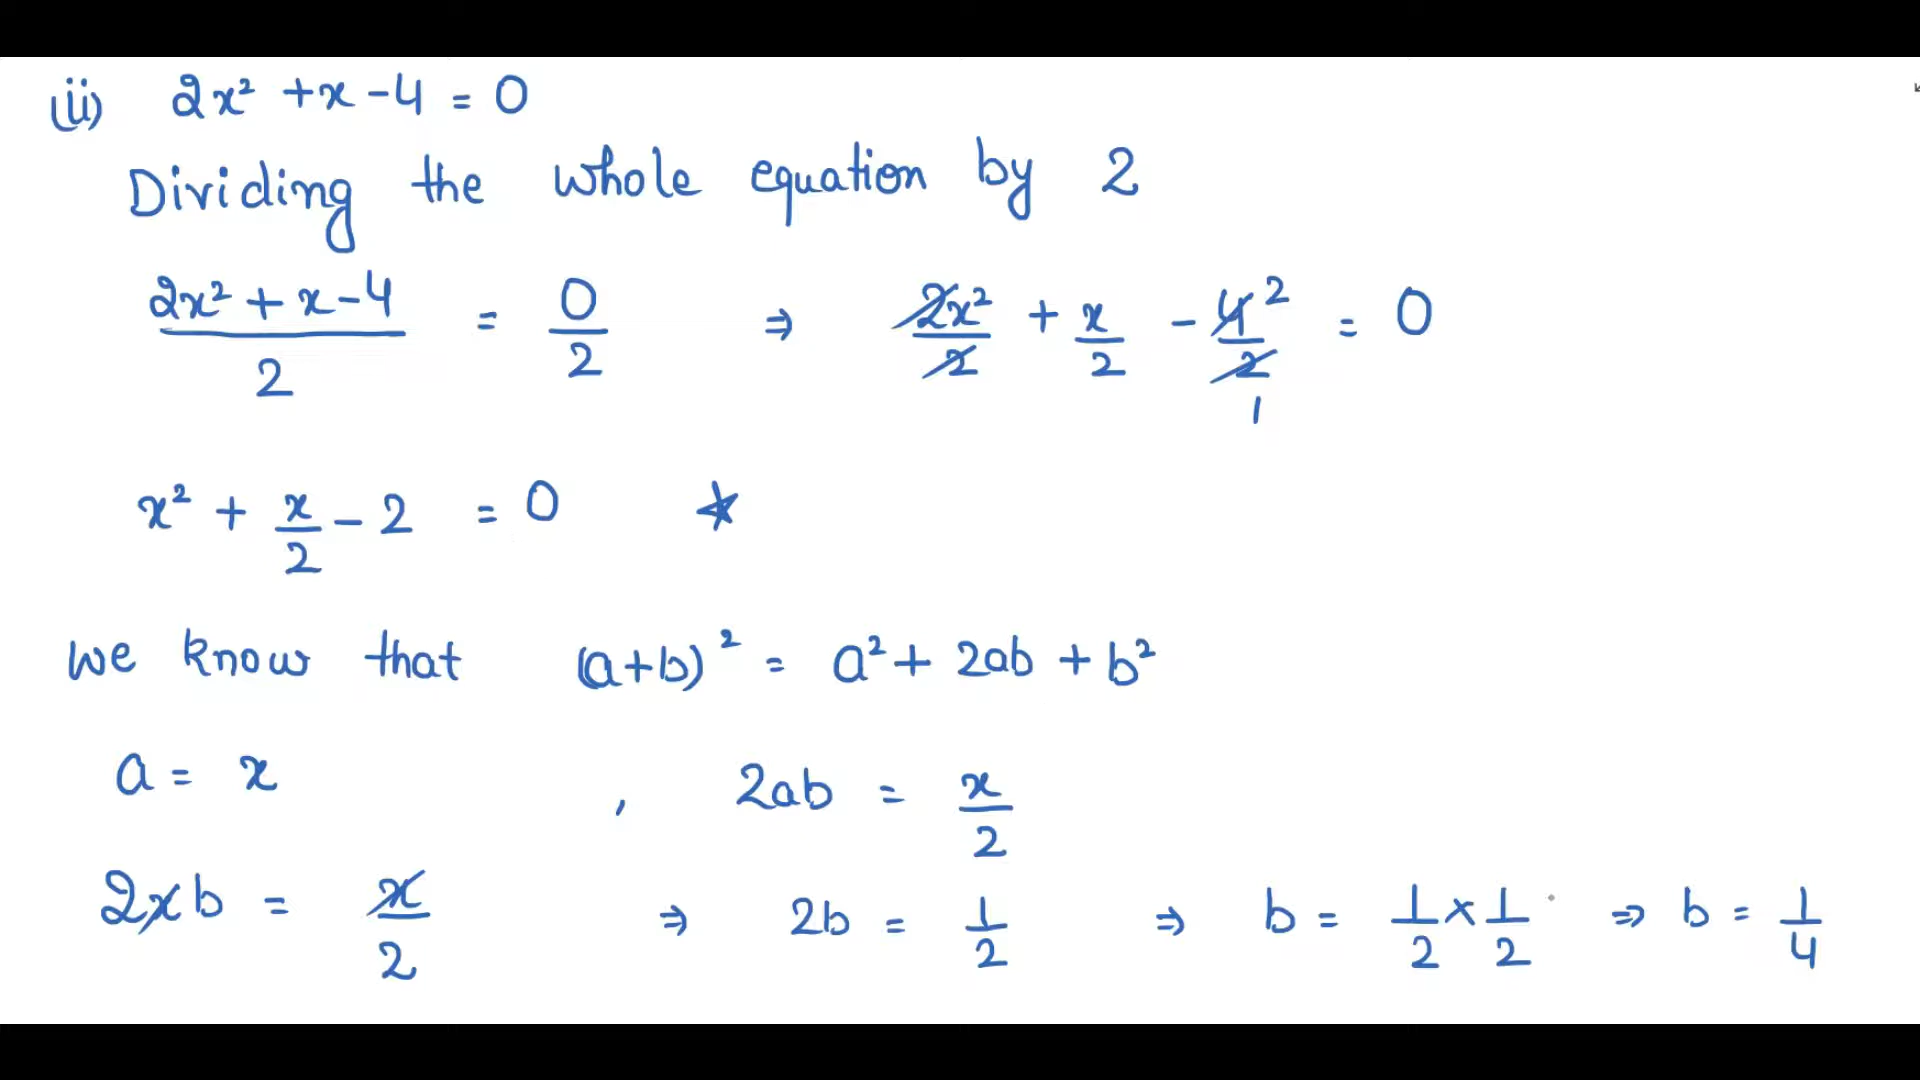 (ii) 2x² + x - 4 = 0
Dividing the whole equation by 2
(2x² + x - 4)/2 = 0/2 ⇒ 2x²/2 + x/2 - 4²/2₁ = 0
x² + x/2 - 2 = 0 ★
we know that (a+b)² = a² + 2ab + b²
a = x , 2ab = x/2
2xb = x/2 ⇒ 2b = 1/2 ⇒ b = 1/2 × 1/2 ⇒ b = 1/4